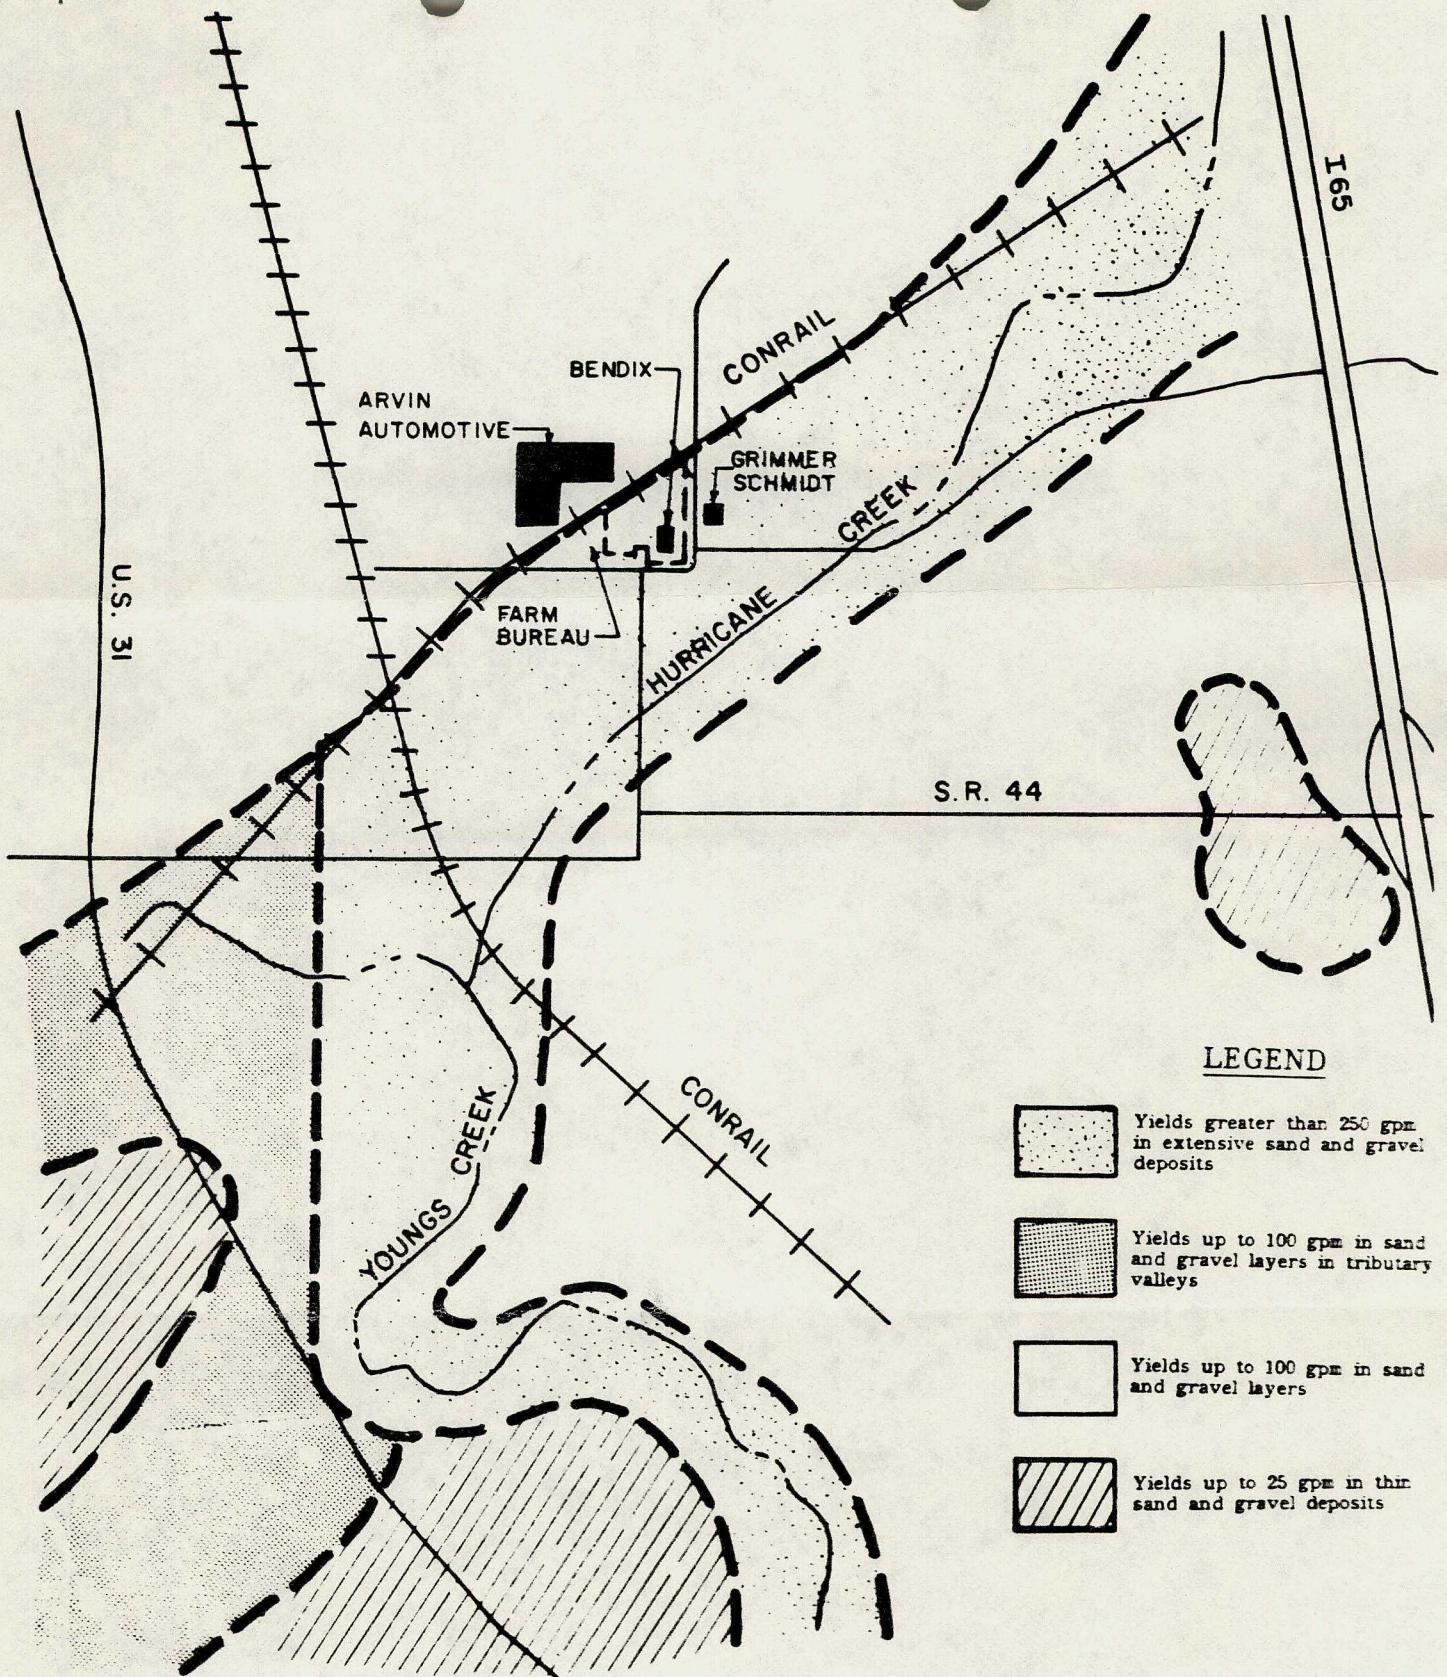 I65
CONRAIL
BENDIX
ARVIN
AUTOMOTIVE
GRIMMER
SCHMIDT
CREEK
HURRICANE
U.S. 31
FARM
BUREAU
S.R. 44
CONRAIL
YOUNGS CREEK
LEGEND
Yields greater than 250 gpm
in extensive sand and gravel
deposits
Yields up to 100 gpm in sand
and gravel layers in tributary
valleys
Yields up to 100 gpm in sand
and gravel layers
Yields up to 25 gpm in thin
sand and gravel deposits